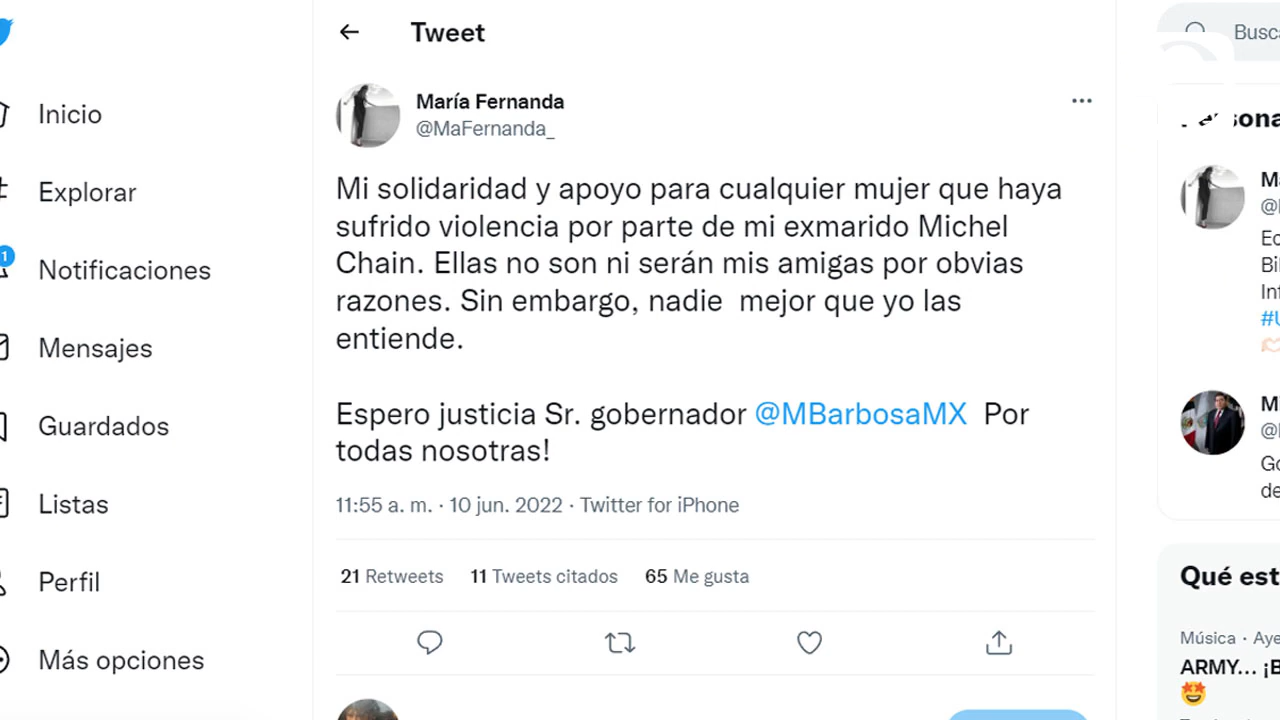 Tweet
Busca
Inicio
Explorar
1
Notificaciones
Mensajes
Guardados
Listas
Perfil
Más opciones
María Fernanda
@MaFernanda_
Mi solidaridad y apoyo para cualquier mujer que haya
sufrido violencia por parte de mi exmarido Michel
Chain. Ellas no son ni serán mis amigas por obvias
razones. Sin embargo, nadie mejor que yo las
entiende.
Espero justicia Sr. gobernador @MBarbosaMX Por
todas nosotras!
11:55 a. m. · 10 jun. 2022 · Twitter for iPhone
21 Retweets 11 Tweets citados 65 Me gusta
Qué est
Música · Aye
ARMY... ¡B